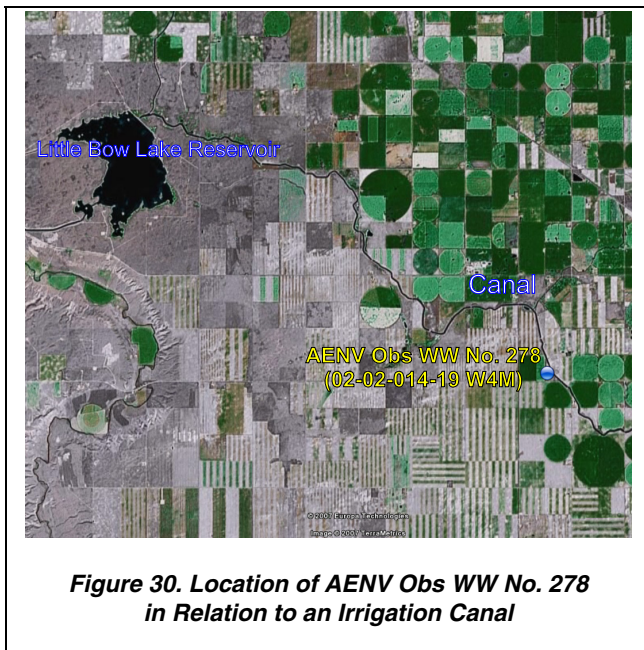 Little Bow Lake Reservoir
Canal
AENV Obs WW No. 278
(02-02-014-19 W4M)
© 2007 Europa Technologies
Image © 2007 TerraMetrics
Figure 30. Location of AENV Obs WW No. 278
in Relation to an Irrigation Canal